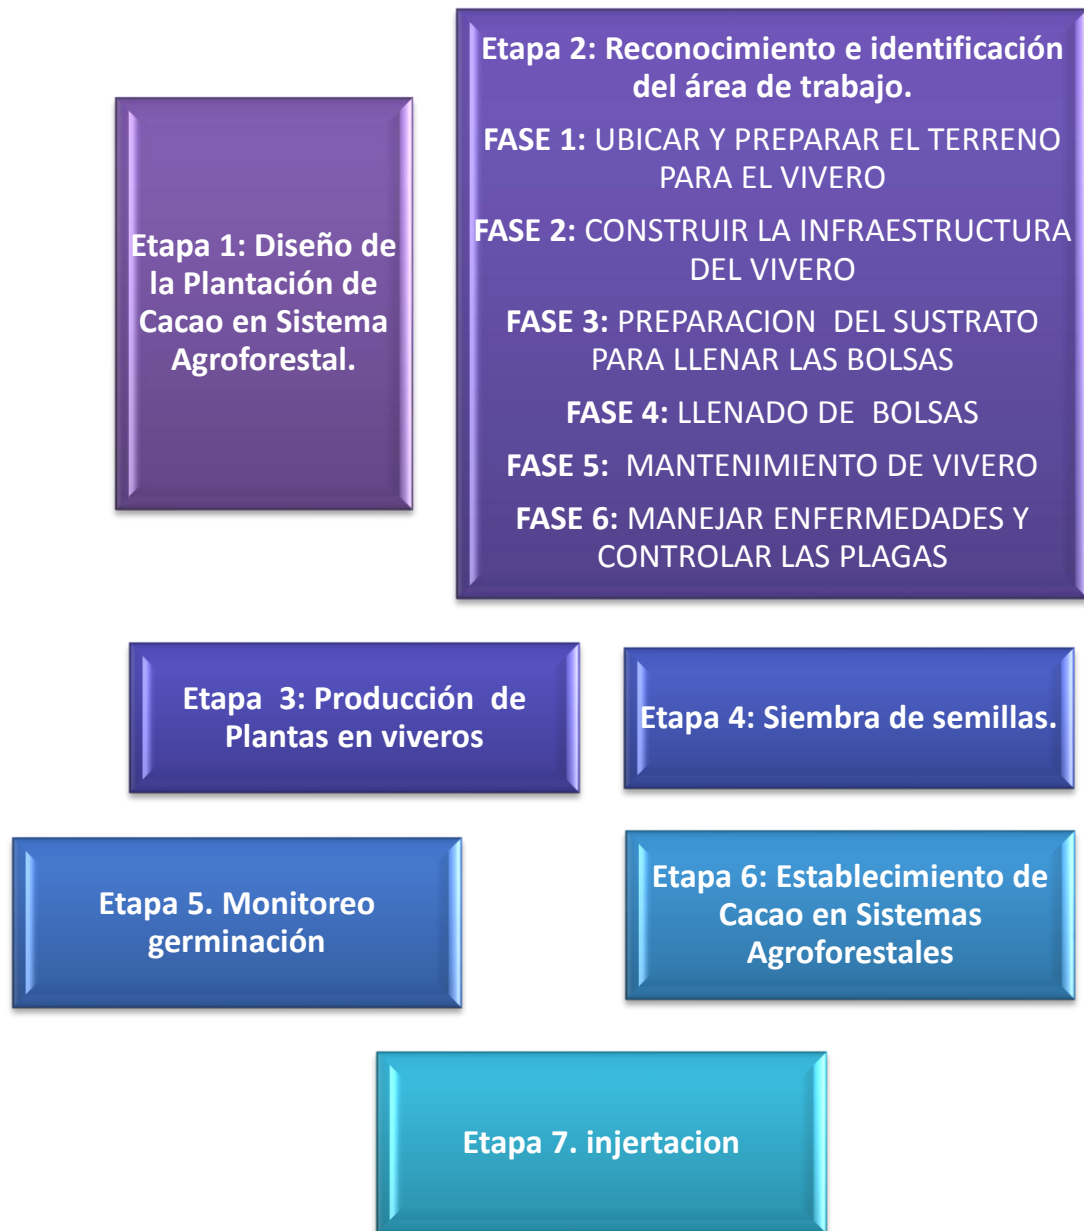 Etapa 1: Diseño de
la Plantación de
Cacao en Sistema
Agroforestal.
Etapa 2: Reconocimiento e identificación
del área de trabajo.
FASE 1: UBICAR Y PREPARAR EL TERRENO
PARA EL VIVERO
FASE 2: CONSTRUIR LA INFRAESTRUCTURA
DEL VIVERO
FASE 3: PREPARACION DEL SUSTRATO
PARA LLENAR LAS BOLSAS
FASE 4: LLENADO DE BOLSAS
FASE 5: MANTENIMIENTO DE VIVERO
FASE 6: MANEJAR ENFERMEDADES Y
CONTROLAR LAS PLAGAS
Etapa 3: Producción de
Plantas en viveros
Etapa 4: Siembra de semillas.
Etapa 5. Monitoreo
germinación
Etapa 6: Establecimiento de
Cacao en Sistemas
Agroforestales
Etapa 7. injertacion